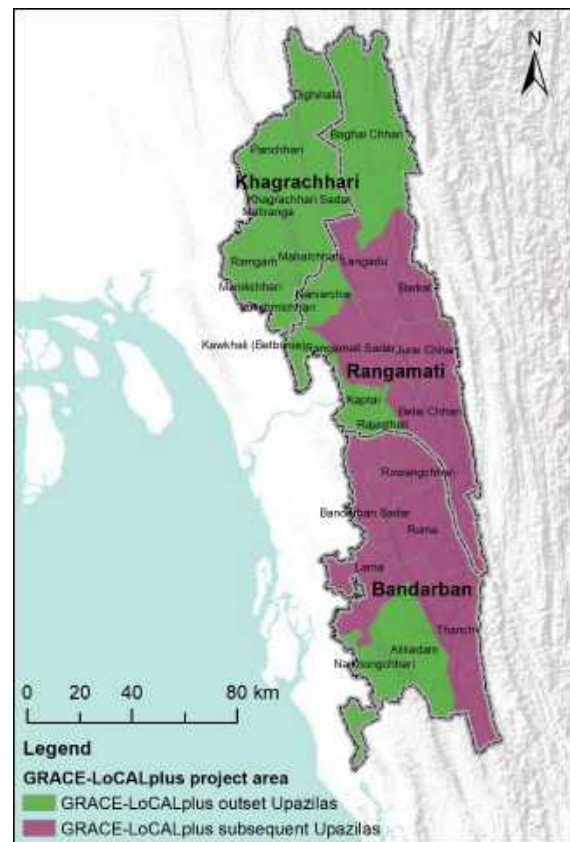 N
Dighinala
Baghai Chhari
Panchhari
Khagrachhari
Khagrachhari Sadar
Matiranga
Mahalchhari
Ramgarh
Langadu
Manikchhari
Barkal
Naniarchar
Kawkhali (Betbunia)
Rangamati Sadar
Jurai Chhari
Rangamati
Kaptai
Belai Chhari
Rajasthali
Rowangchhari
Bandarban Sadar
Ruma
Lama
Bandarban
Thanchi
Alikadam
Naikhongchhari
0 20 40 80 km
Legend
GRACE-LoCALplus project area
GRACE-LoCALplus outset Upazilas
GRACE-LoCALplus subsequent Upazilas